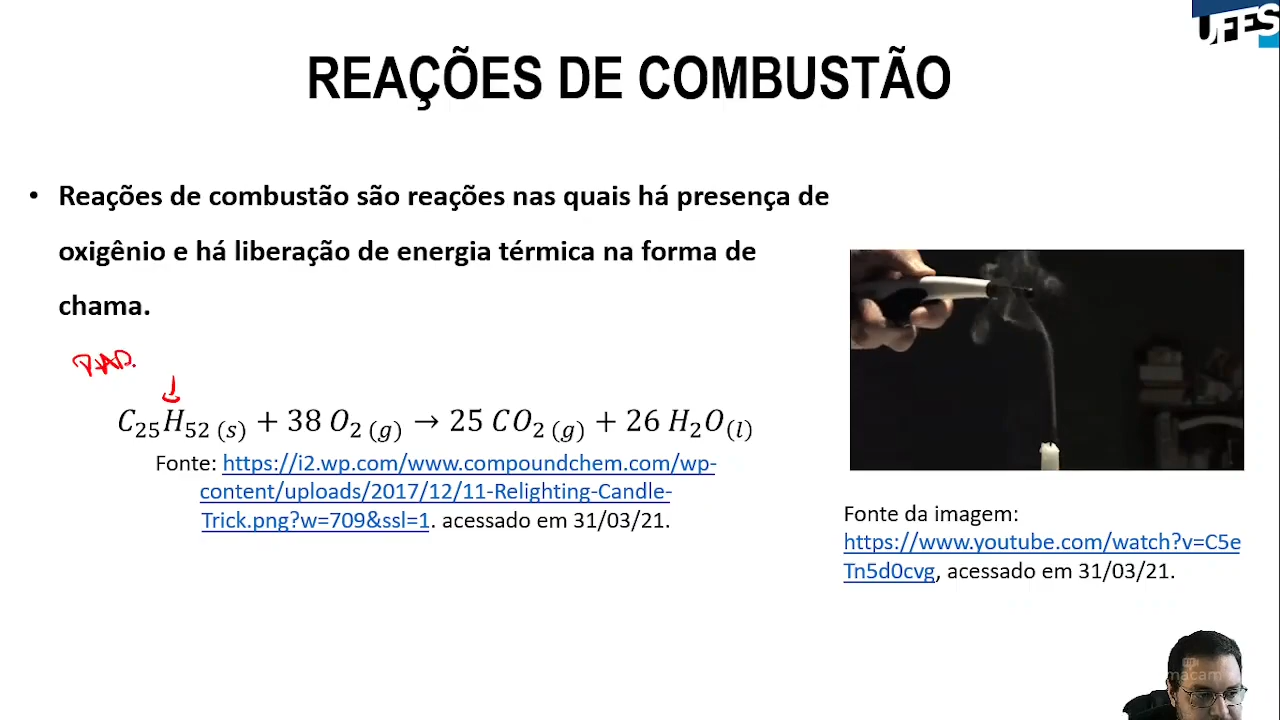 UFES
REAÇÕES DE COMBUSTÃO
• Reações de combustão são reações nas quais há presença de
oxigênio e há liberação de energia térmica na forma de
chama.
C₂₅H₅₂ (s) + 38 O₂ (g) → 25 CO₂ (g) + 26 H₂O(l)
Fonte: https://i2.wp.com/www.compoundchem.com/wp-
content/uploads/2017/12/11-Relighting-Candle-
Trick.png?w=709&ssl=1. acessado em 31/03/21.
Fonte da imagem:
https://www.youtube.com/watch?v=C5e
Tn5d0cvg, acessado em 31/03/21.